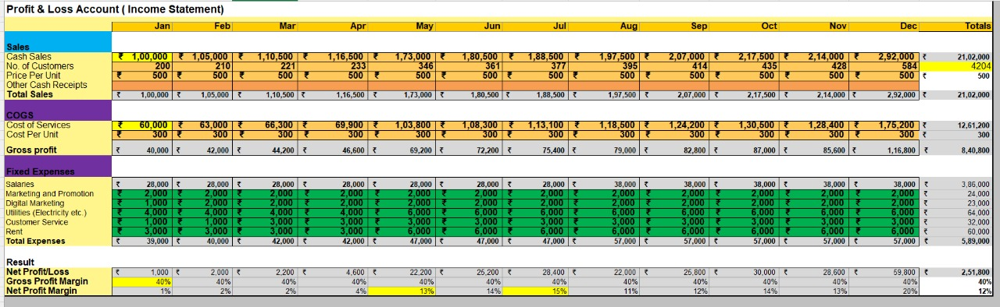 Profit & Loss Account ( Income Statement)
Jan Feb Mar Apr May Jun Jul Aug Sep Oct Nov Dec Totals
Sales
Cash Sales ₹ 1,00,000 ₹ 1,05,000 ₹ 1,10,500 ₹ 1,16,500 ₹ 1,73,000 ₹ 1,80,500 ₹ 1,88,500 ₹ 1,97,500 ₹ 2,07,000 ₹ 2,17,500 ₹ 2,14,000 ₹ 2,92,000 ₹ 21,02,000
No. of Customers 200 210 221 233 346 361 377 395 414 435 428 584 4204
Price Per Unit ₹ 500 ₹ 500 ₹ 500 ₹ 500 ₹ 500 ₹ 500 ₹ 500 ₹ 500 ₹ 500 ₹ 500 ₹ 500 ₹ 500 ₹ 500
Other Cash Receipts
Total Sales ₹ 1,00,000 ₹ 1,05,000 ₹ 1,10,500 ₹ 1,16,500 ₹ 1,73,000 ₹ 1,80,500 ₹ 1,88,500 ₹ 1,97,500 ₹ 2,07,000 ₹ 2,17,500 ₹ 2,14,000 ₹ 2,92,000 ₹ 21,02,000
COGS
Cost of Services ₹ 60,000 ₹ 63,000 ₹ 66,300 ₹ 69,900 ₹ 1,03,800 ₹ 1,08,300 ₹ 1,13,100 ₹ 1,18,500 ₹ 1,24,200 ₹ 1,30,500 ₹ 1,28,400 ₹ 1,75,200 ₹ 12,61,200
Cost Per Unit ₹ 300 ₹ 300 ₹ 300 ₹ 300 ₹ 300 ₹ 300 ₹ 300 ₹ 300 ₹ 300 ₹ 300 ₹ 300 ₹ 300 ₹ 300
Gross profit ₹ 40,000 ₹ 42,000 ₹ 44,200 ₹ 46,600 ₹ 69,200 ₹ 72,200 ₹ 75,400 ₹ 79,000 ₹ 82,800 ₹ 87,000 ₹ 85,600 ₹ 1,16,800 ₹ 8,40,800
Fixed Expenses
Salaries ₹ 28,000 ₹ 28,000 ₹ 28,000 ₹ 28,000 ₹ 28,000 ₹ 28,000 ₹ 28,000 ₹ 38,000 ₹ 38,000 ₹ 38,000 ₹ 38,000 ₹ 38,000 ₹ 3,86,000
Marketing and Promotion ₹ 2,000 ₹ 2,000 ₹ 2,000 ₹ 2,000 ₹ 2,000 ₹ 2,000 ₹ 2,000 ₹ 2,000 ₹ 2,000 ₹ 2,000 ₹ 2,000 ₹ 2,000 ₹ 24,000
Digital Marketing ₹ 1,000 ₹ 2,000 ₹ 2,000 ₹ 2,000 ₹ 2,000 ₹ 2,000 ₹ 2,000 ₹ 2,000 ₹ 2,000 ₹ 2,000 ₹ 2,000 ₹ 2,000 ₹ 23,000
Utilities (Electricity etc.) ₹ 4,000 ₹ 4,000 ₹ 4,000 ₹ 4,000 ₹ 6,000 ₹ 6,000 ₹ 6,000 ₹ 6,000 ₹ 6,000 ₹ 6,000 ₹ 6,000 ₹ 6,000 ₹ 64,000
Customer Service ₹ 1,000 ₹ 1,000 ₹ 3,000 ₹ 3,000 ₹ 3,000 ₹ 3,000 ₹ 3,000 ₹ 3,000 ₹ 3,000 ₹ 3,000 ₹ 3,000 ₹ 3,000 ₹ 32,000
Rent ₹ 3,000 ₹ 3,000 ₹ 3,000 ₹ 3,000 ₹ 6,000 ₹ 6,000 ₹ 6,000 ₹ 6,000 ₹ 6,000 ₹ 6,000 ₹ 6,000 ₹ 6,000 ₹ 60,000
Total Expenses ₹ 39,000 ₹ 40,000 ₹ 42,000 ₹ 42,000 ₹ 47,000 ₹ 47,000 ₹ 47,000 ₹ 57,000 ₹ 57,000 ₹ 57,000 ₹ 57,000 ₹ 57,000 ₹ 5,89,000
Result
Net Profit/Loss ₹ 1,000 ₹ 2,000 ₹ 2,200 ₹ 4,600 ₹ 22,200 ₹ 25,200 ₹ 28,400 ₹ 22,000 ₹ 25,800 ₹ 30,000 ₹ 28,600 ₹ 59,800 ₹ 2,51,800
Gross Profit Margin 40% 40% 40% 40% 40% 40% 40% 40% 40% 40% 40% 40% 40%
Net Profit Margin 1% 2% 2% 4% 13% 14% 15% 11% 12% 14% 13% 20% 12%